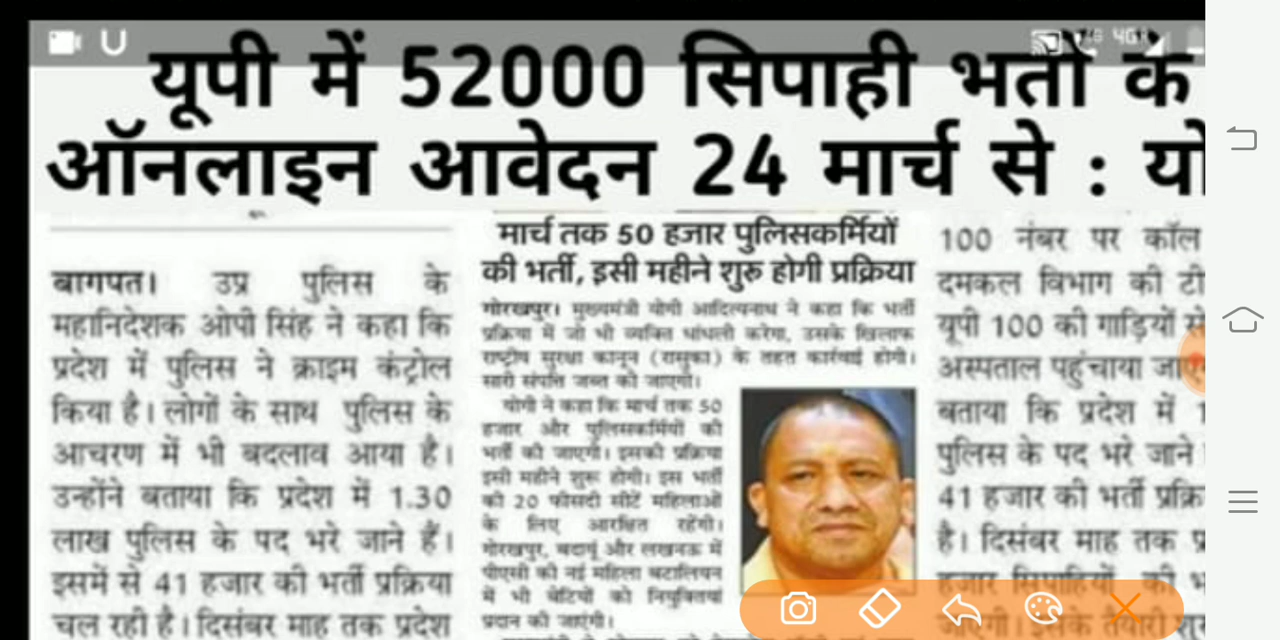 4G
यूपी में 52000 सिपाही भर्ती के
ऑनलाइन आवेदन 24 मार्च से : यो
बागपत। उप्र पुलिस के
महानिदेशक ओपी सिंह ने कहा कि
प्रदेश में पुलिस ने क्राइम कंट्रोल
किया है। लोगों के साथ पुलिस के
आचरण में भी बदलाव आया है।
उन्होंने बताया कि प्रदेश में 1.30
लाख पुलिस के पद भरे जाने हैं।
इसमें से 41 हजार की भर्ती प्रक्रिया
चल रही है। दिसंबर माह तक प्रदेश
मार्च तक 50 हजार पुलिसकर्मियों
की भर्ती, इसी महीने शुरू होगी प्रक्रिया
गोरखपुर। मुख्यमंत्री योगी आदित्यनाथ ने कहा कि भर्ती
प्रक्रिया में जो भी व्यक्ति धांधली करेगा, उसके खिलाफ
राष्ट्रीय सुरक्षा कानून (रासुका) के तहत कार्रवाई होगी।
सारी संपत्ति जब्त की जाएगी।
योगी ने कहा कि मार्च तक 50
हजार और पुलिसकर्मियों की
भर्ती की जाएगी। इसकी प्रक्रिया
इसी महीने शुरू होगी। इस भर्ती
की 20 फीसदी सीटें महिलाओं
के लिए आरक्षित रहेंगी।
गोरखपुर, बदायूं और लखनऊ में
पीएसी की नई महिला बटालियन
में भी बेटियों को नियुक्तियां
प्रदान की जाएंगी।
100 नंबर पर कॉल
दमकल विभाग की टी
यूपी 100 की गाड़ियों से
अस्पताल पहुंचाया जाए
बताया कि प्रदेश में 1
पुलिस के पद भरे जाने
41 हजार की भर्ती प्रक्रि
है। दिसंबर माह तक प्र
हजार सिपाहियों की भ
जाएगी। इसके तैयारी शु